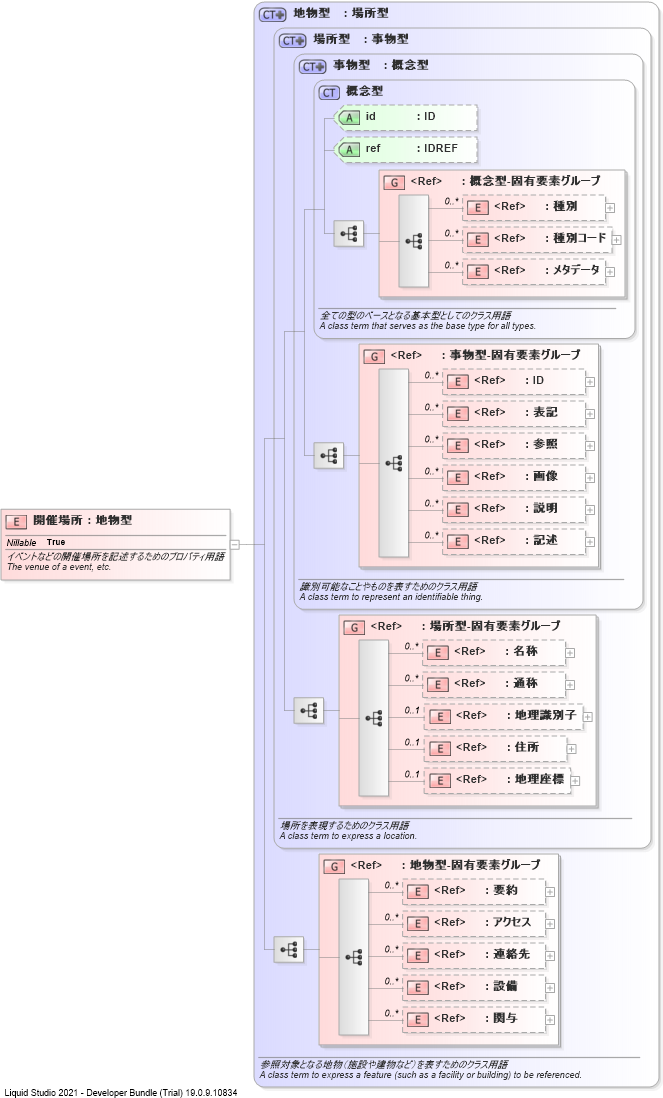 CT 地物型 : 場所型
CT 場所型 : 事物型
CT 事物型 : 概念型
CT 概念型
A id : ID
A ref : IDREF
G <Ref> : 概念型-固有要素グループ
0..* E <Ref> : 種別
0..* E <Ref> : 種別コード
0..* E <Ref> : メタデータ
全ての型のベースとなる基本型としてのクラス用語
A class term that serves as the base type for all types.
G <Ref> : 事物型-固有要素グループ
0..* E <Ref> : ID
0..* E <Ref> : 表記
0..* E <Ref> : 参照
0..* E <Ref> : 画像
0..* E <Ref> : 説明
0..* E <Ref> : 記述
E 開催場所 : 地物型
Nillable True
イベントなどの開催場所を記述するためのプロパティ用語
The venue of a event, etc.
識別可能なことやものを表すためのクラス用語
A class term to represent an identifiable thing.
G <Ref> : 場所型-固有要素グループ
0..* E <Ref> : 名称
0..* E <Ref> : 通称
0..1 E <Ref> : 地理識別子
0..1 E <Ref> : 住所
0..1 E <Ref> : 地理座標
場所を表現するためのクラス用語
A class term to express a location.
G <Ref> : 地物型-固有要素グループ
0..* E <Ref> : 要約
0..* E <Ref> : アクセス
0..* E <Ref> : 連絡先
0..* E <Ref> : 設備
0..* E <Ref> : 関与
参照対象となる地物（施設や建物など）を表すためのクラス用語
A class term to express a feature (such as a facility or building) to be referenced.
Liquid Studio 2021 - Developer Bundle (Trial) 19.0.9.10834